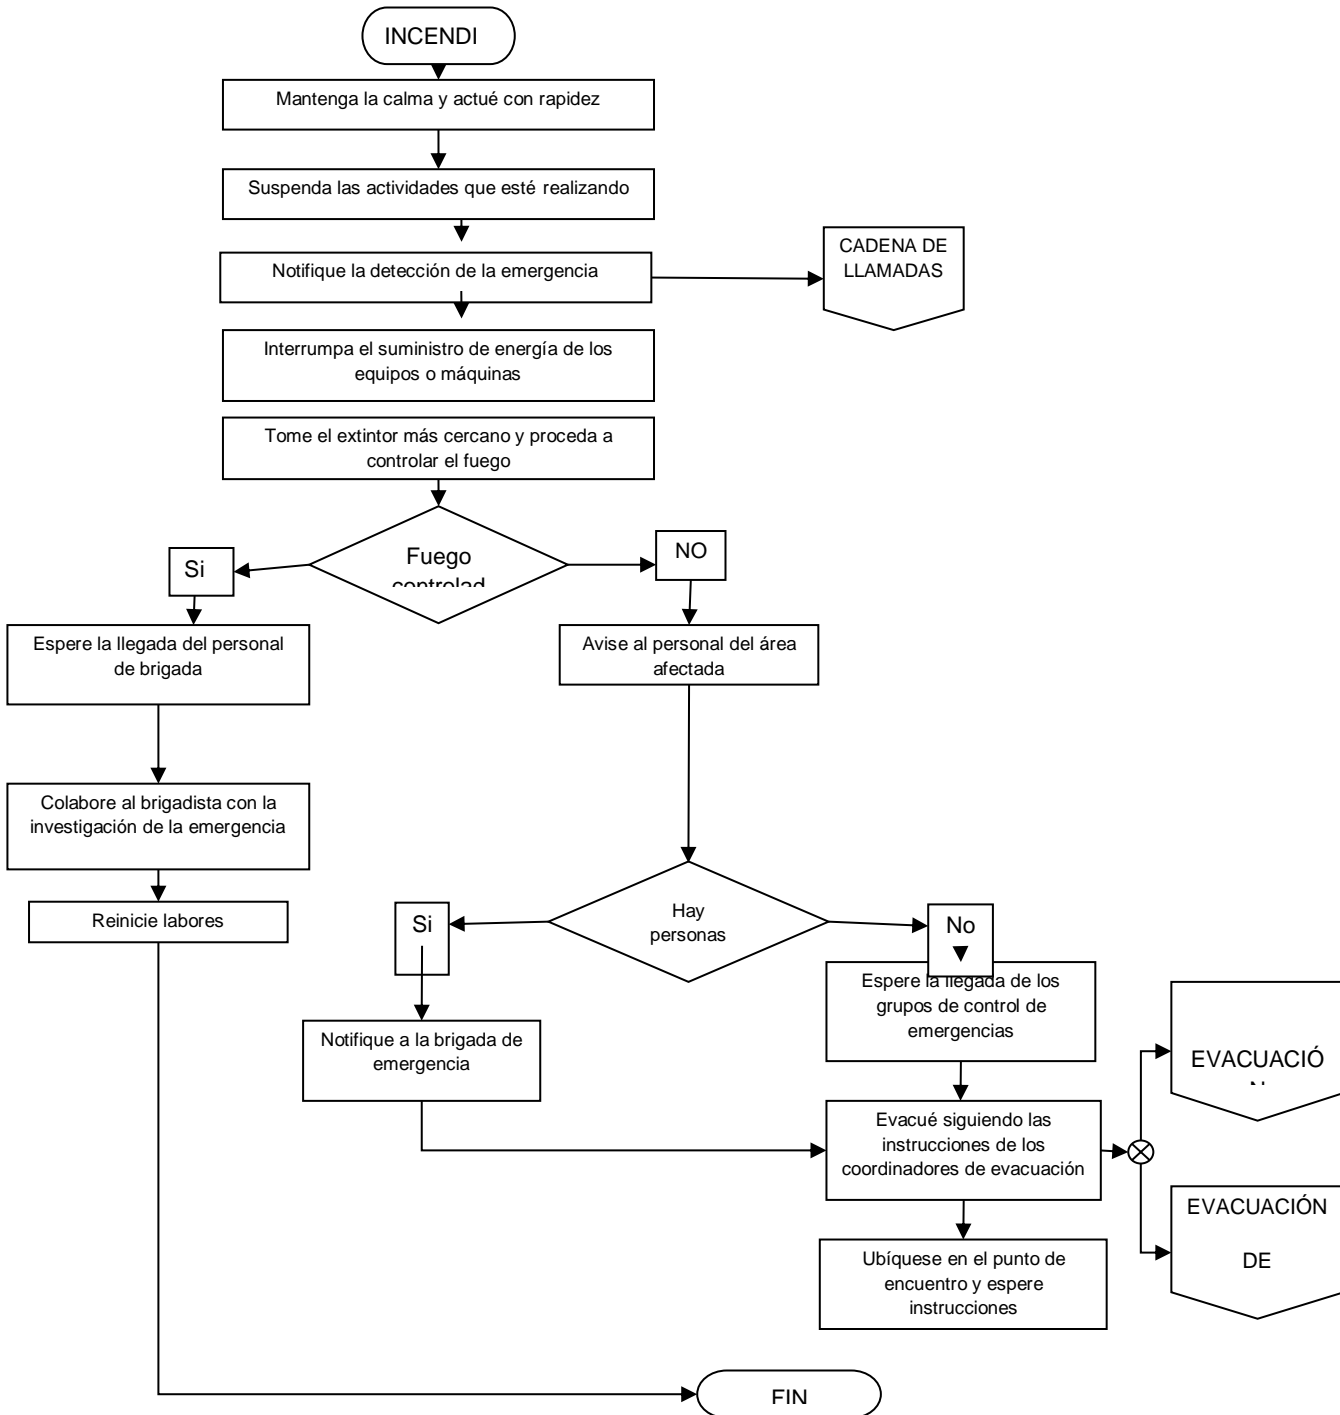 INCENDI
Mantenga la calma y actué con rapidez
Suspenda las actividades que esté realizando
Notifique la detección de la emergencia
CADENA DE
LLAMADAS
Interrumpa el suministro de energía de los
equipos o máquinas
Tome el extintor más cercano y proceda a
controlar el fuego
Fuego
controlad
Si
NO
Espere la llegada del personal
de brigada
Avise al personal del área
afectada
Colabore al brigadista con la
investigación de la emergencia
Reinicie labores
Hay
personas
Si
No
Espere la llegada de los
grupos de control de
emergencias
Notifique a la brigada de
emergencia
EVACUACIÓ
Evacué siguiendo las
instrucciones de los
coordinadores de evacuación
EVACUACIÓN
DE
Ubíquese en el punto de
encuentro y espere
instrucciones
FIN